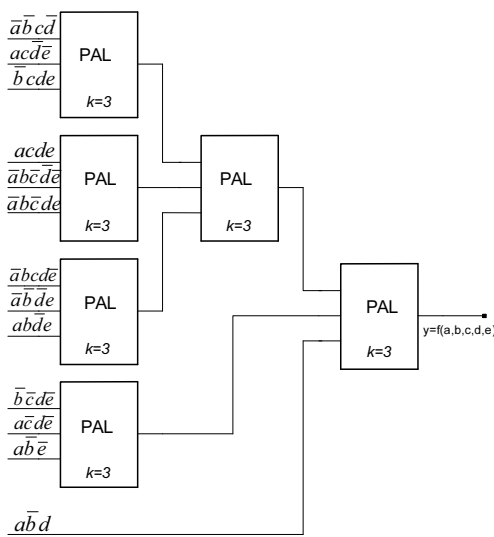 a̅b̅cd̅
acd̅e̅
b̅cde
PAL
k=3
acde
a̅bc̅d̅e̅
a̅bc̅de
PAL
k=3
PAL
k=3
a̅bcde̅
a̅b̅d̅e
abd̅e
PAL
k=3
PAL
k=3
y=f(a,b,c,d,e)
b̅c̅de̅
ac̅de̅
ab̅e̅
PAL
k=3
ab̅d